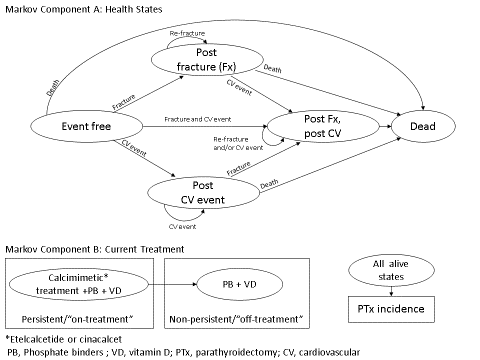 Markov Component A: Health States
Re-fracture
Post
fracture (Fx)
Death
Death
CV event
Fracture
Event free
Fracture and CV event
Post Fx,
post CV
Dead
Re-fracture
and/or CV event
CV event
Fracture
Post
CV event
Death
CV event
Markov Component B: Current Treatment
Calcimimetic*
treatment +PB + VD
PB + VD
All alive
states
PTx incidence
Persistent/“on-treatment”
Non-persistent/“off-treatment”
*Etelcalcetide or cinacalcet
PB, Phosphate binders ; VD, vitamin D; PTx, parathyroidectomy; CV, cardiovascular